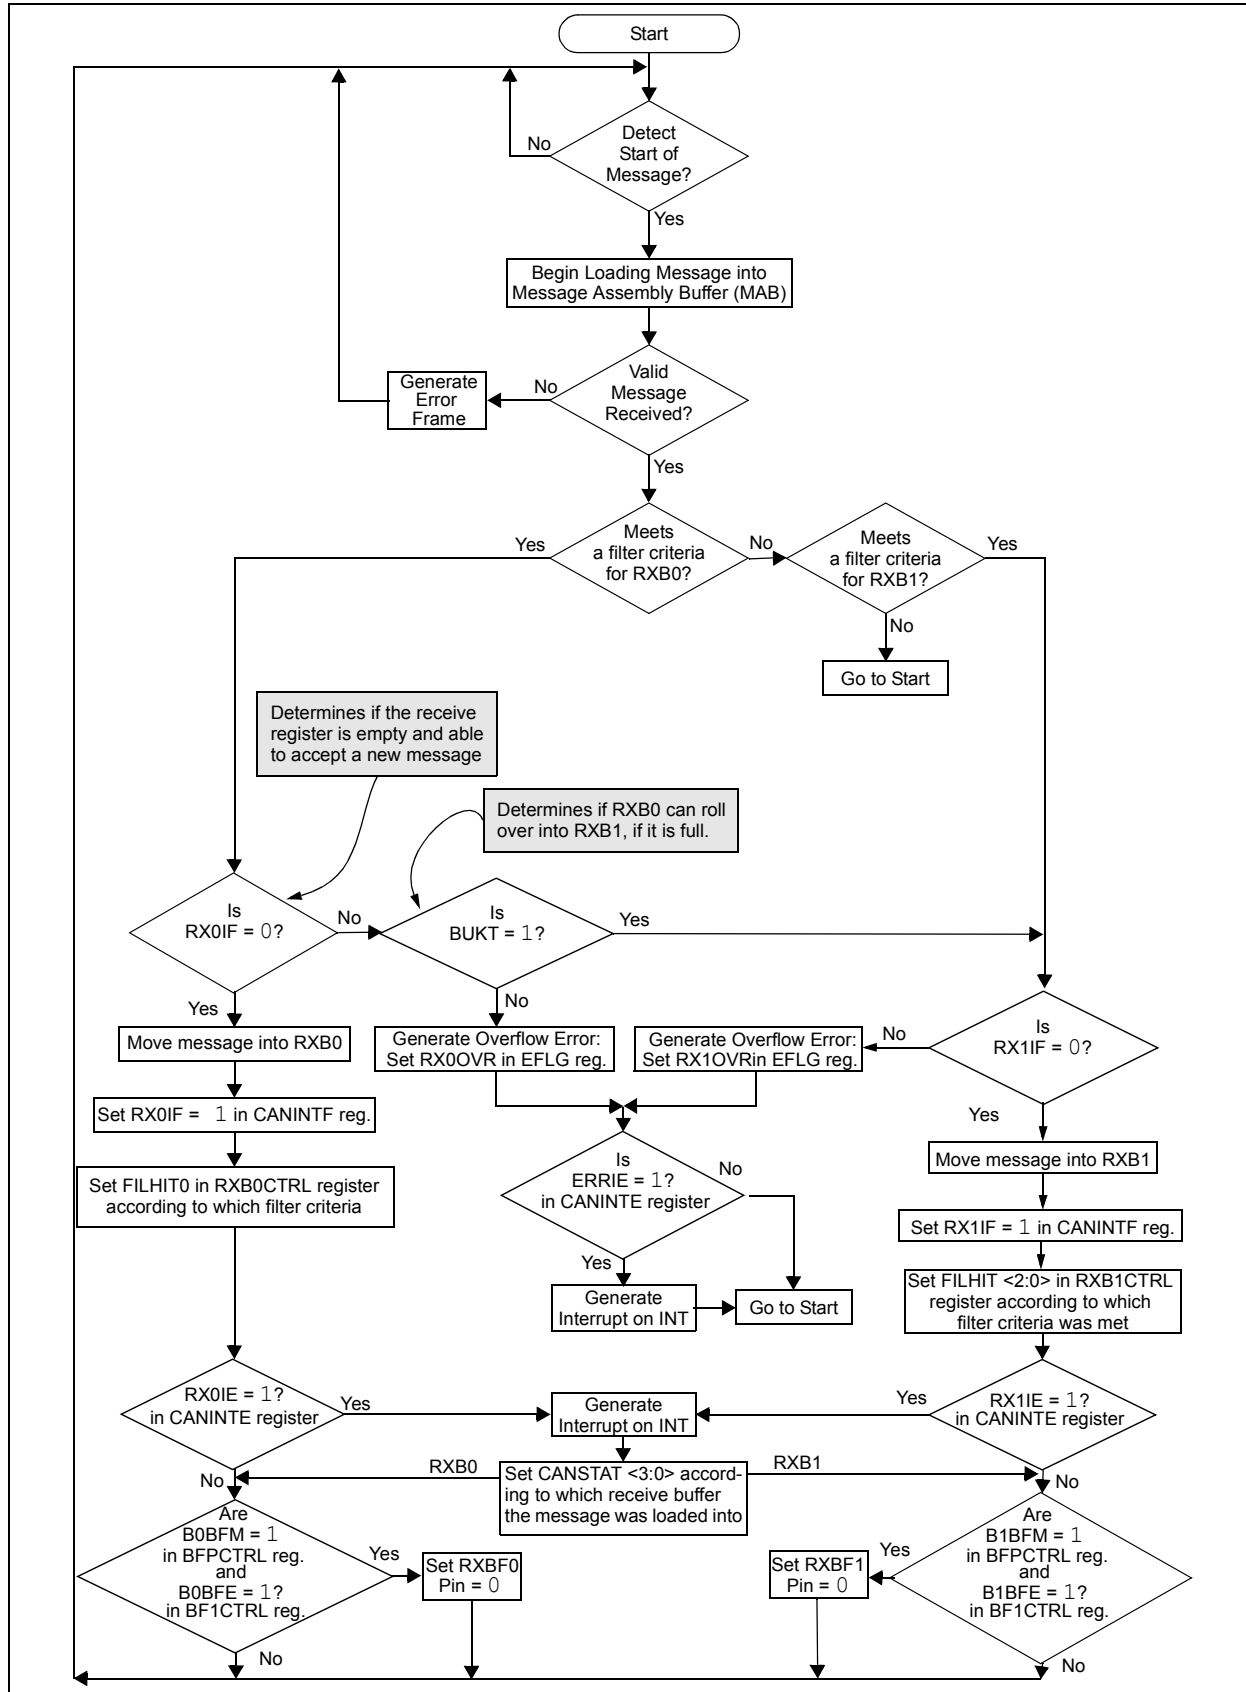 Start
Detect
Start of
Message?
No
Yes
Begin Loading Message into
Message Assembly Buffer (MAB)
Valid
Message
Received?
No
Generate
Error
Frame
Yes
Meets
a filter criteria
for RXB0?
Yes
No
Meets
a filter criteria
for RXB1?
Yes
No
Go to Start
Determines if the receive
register is empty and able
to accept a new message
Determines if RXB0 can roll
over into RXB1, if it is full.
Is
RX0IF = 0?
No
Is
BUKT = 1?
Yes
Yes
No
Is
RX1IF = 0?
No
Yes
Move message into RXB0
Generate Overflow Error:
Set RX0OVR in EFLG reg.
Generate Overflow Error:
Set RX1OVRin EFLG reg.
Set RX0IF = 1 in CANINTF reg.
Set FILHIT0 in RXB0CTRL register
according to which filter criteria
Is
ERRIE = 1?
in CANINTE register
No
Yes
Generate
Interrupt on INT
Go to Start
Move message into RXB1
Set RX1IF = 1 in CANINTF reg.
Set FILHIT <2:0> in RXB1CTRL
register according to which
filter criteria was met
RX0IE = 1?
in CANINTE register
Yes
Generate
Interrupt on INT
Yes
RX1IE = 1?
in CANINTE register
No
RXB0
Set CANSTAT <3:0> accord-
ing to which receive buffer
the message was loaded into
RXB1
No
Are
B0BFM = 1
in BFPCTRL reg.
and
B0BFE = 1?
in BF1CTRL reg.
Yes
Set RXBF0
Pin = 0
No
Set RXBF1
Pin = 0
Yes
Are
B1BFM = 1
in BFPCTRL reg.
and
B1BFE = 1?
in BF1CTRL reg.
No